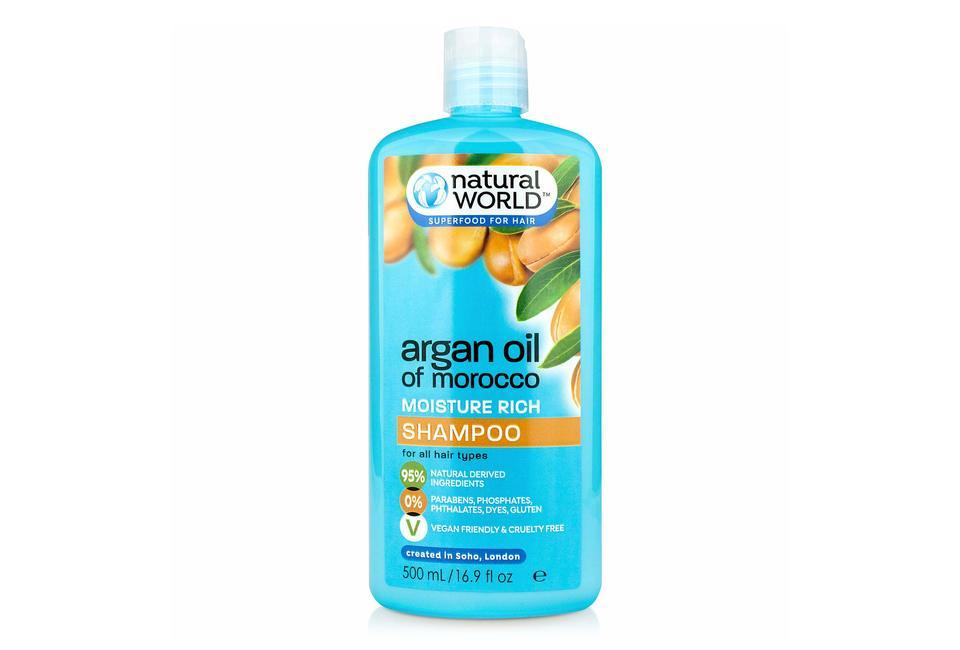 natural
WORLD™
SUPERFOOD FOR HAIR
argan oil
of morocco
MOISTURE RICH
SHAMPOO
for all hair types
95% NATURAL DERIVED
INGREDIENTS
0% PARABENS, PHOSPHATES,
PHTHALATES, DYES, GLUTEN
V VEGAN FRIENDLY & CRUELTY FREE
created in Soho, London
500 mL/16.9 fl oz ℮